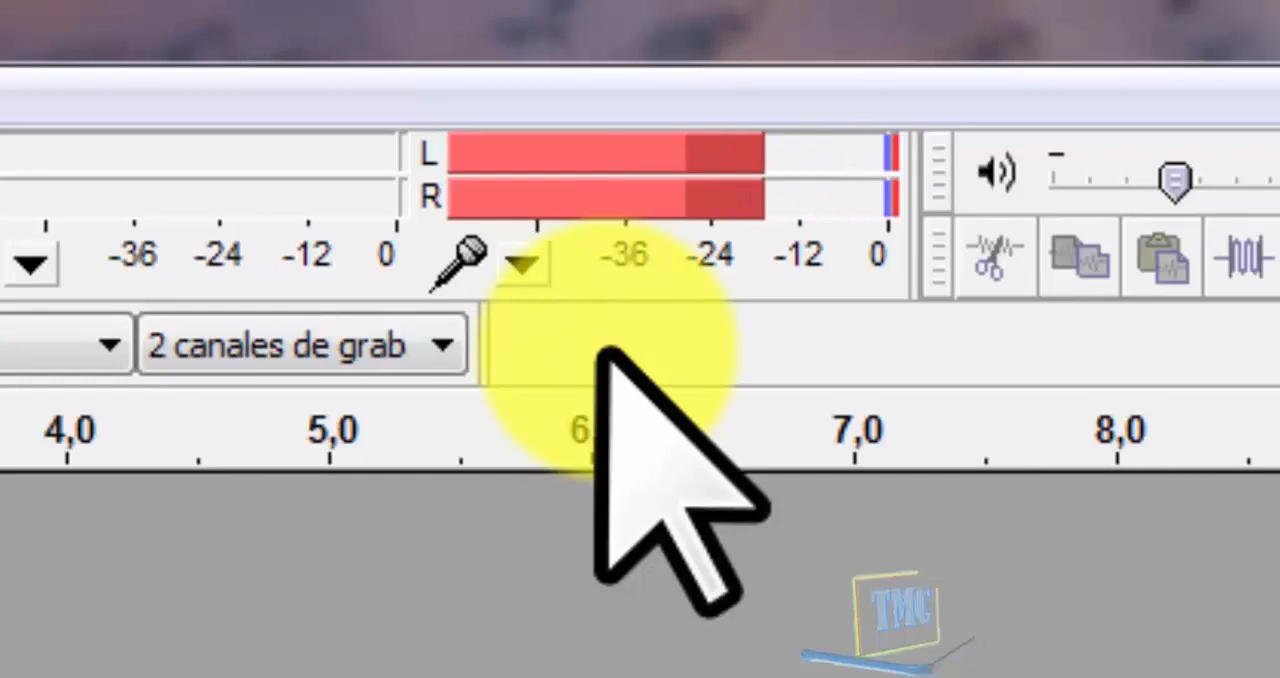 L
R
-36 -24 -12 0 -36 -24 -12 0
2 canales de grab
4,0 5,0 6, 7,0 8,0
TMC